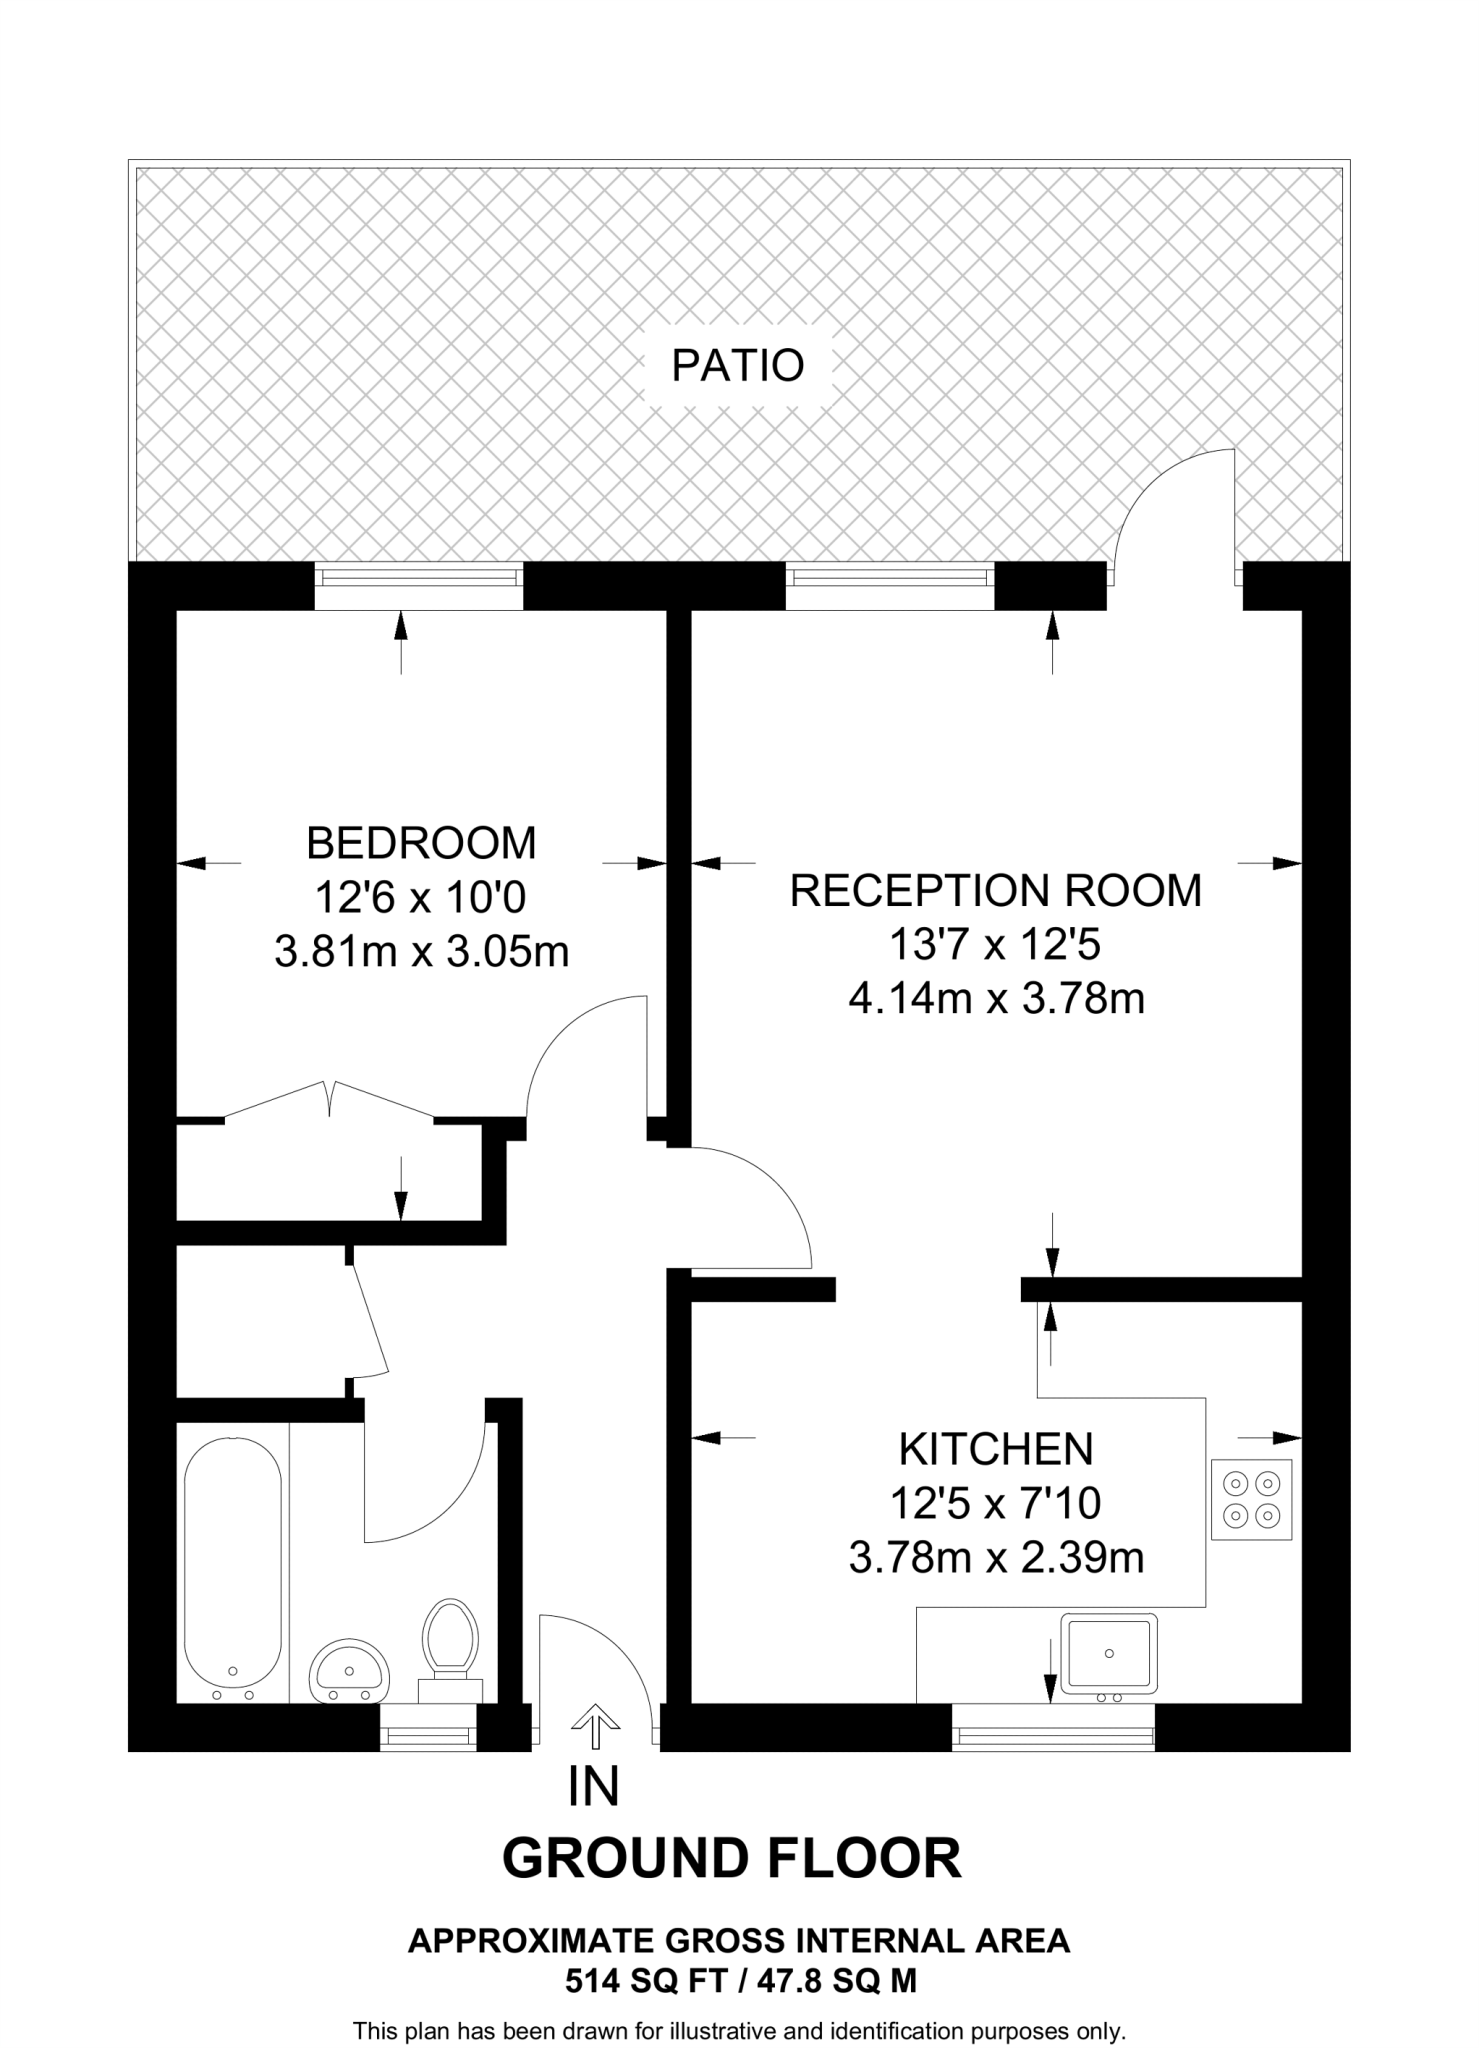 PATIO
BEDROOM
12'6 x 10'0
3.81m x 3.05m
RECEPTION ROOM
13'7 x 12'5
4.14m x 3.78m
KITCHEN
12'5 x 7'10
3.78m x 2.39m
IN
GROUND FLOOR
APPROXIMATE GROSS INTERNAL AREA
514 SQ FT / 47.8 SQ M
This plan has been drawn for illustrative and identification purposes only.